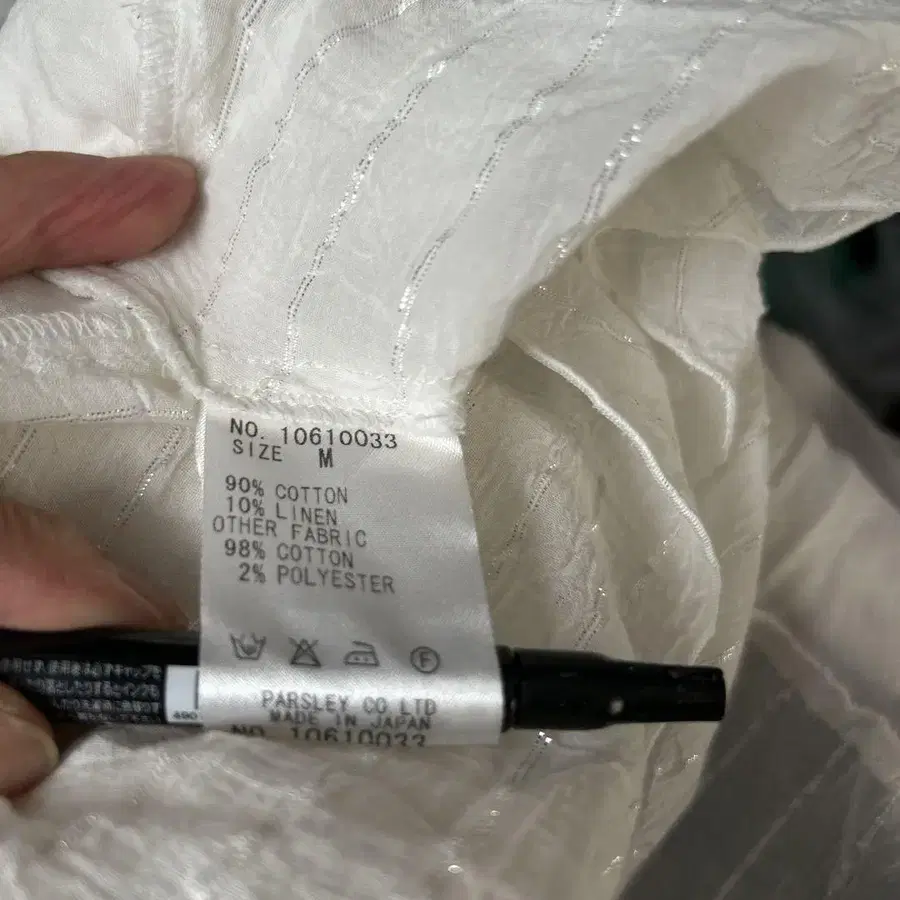 NO. 10610033
SIZE M
90% COTTON
10% LINEN
OTHER FABRIC
98% COTTON
2% POLYESTER
F
PARSLEY CO LTD
MADE IN JAPAN
NO. 10610033
490